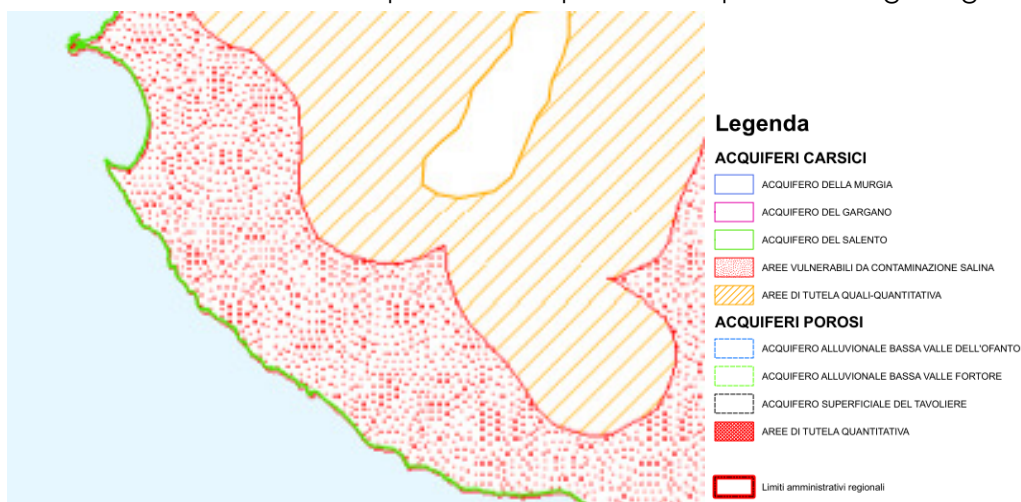 Legenda
ACQUIFERI CARSICI
ACQUIFERO DELLA MURGIA
ACQUIFERO DEL GARGANO
ACQUIFERO DEL SALENTO
AREE VULNERABILI DA CONTAMINAZIONE SALINA
AREE DI TUTELA QUALI-QUANTITATIVA
ACQUIFERI POROSI
ACQUIFERO ALLUVIONALE BASSA VALLE DELL'OFANTO
ACQUIFERO ALLUVIONALE BASSA VALLE FORTORE
ACQUIFERO SUPERFICIALE DEL TAVOLIERE
AREE DI TUTELA QUANTITATIVA
Limiti amministrativi regionali